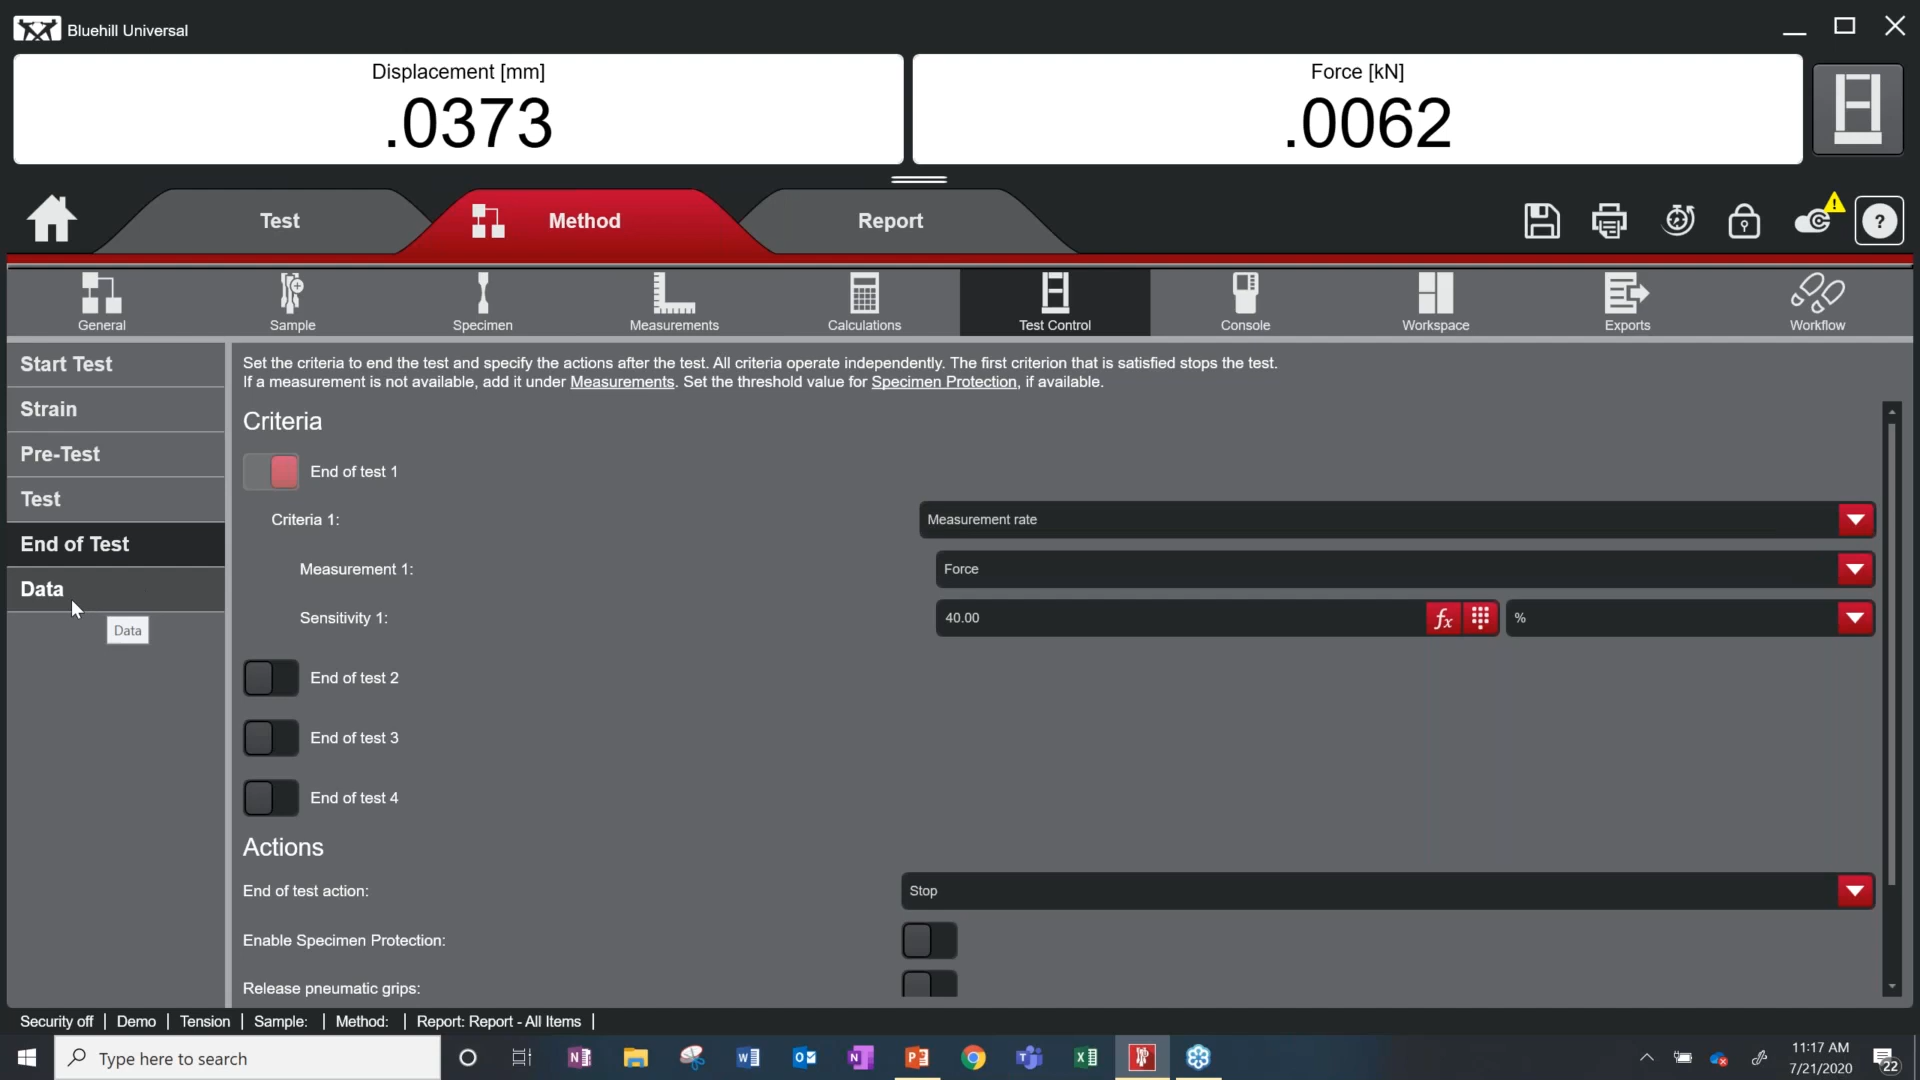 Bluehill Universal
Displacement [mm]
.0373
Force [kN]
.0062
Test
Method
Report
?
General
Sample
Specimen
Measurements
Calculations
Test Control
Console
Workspace
Exports
Workflow
Start Test
Strain
Pre-Test
Test
End of Test
Data
Data
Set the criteria to end the test and specify the actions after the test. All criteria operate independently. The first criterion that is satisfied stops the test.
If a measurement is not available, add it under Measurements. Set the threshold value for Specimen Protection, if available.
Criteria
End of test 1
Criteria 1:
Measurement rate
Measurement 1:
Force
Sensitivity 1:
40.00
fx
%
End of test 2
End of test 3
End of test 4
Actions
End of test action:
Stop
Enable Specimen Protection:
Release pneumatic grips:
Security off | Demo | Tension | Sample: | Method: | Report: Report - All Items |
Type here to search
11:17 AM
7/21/2020
22